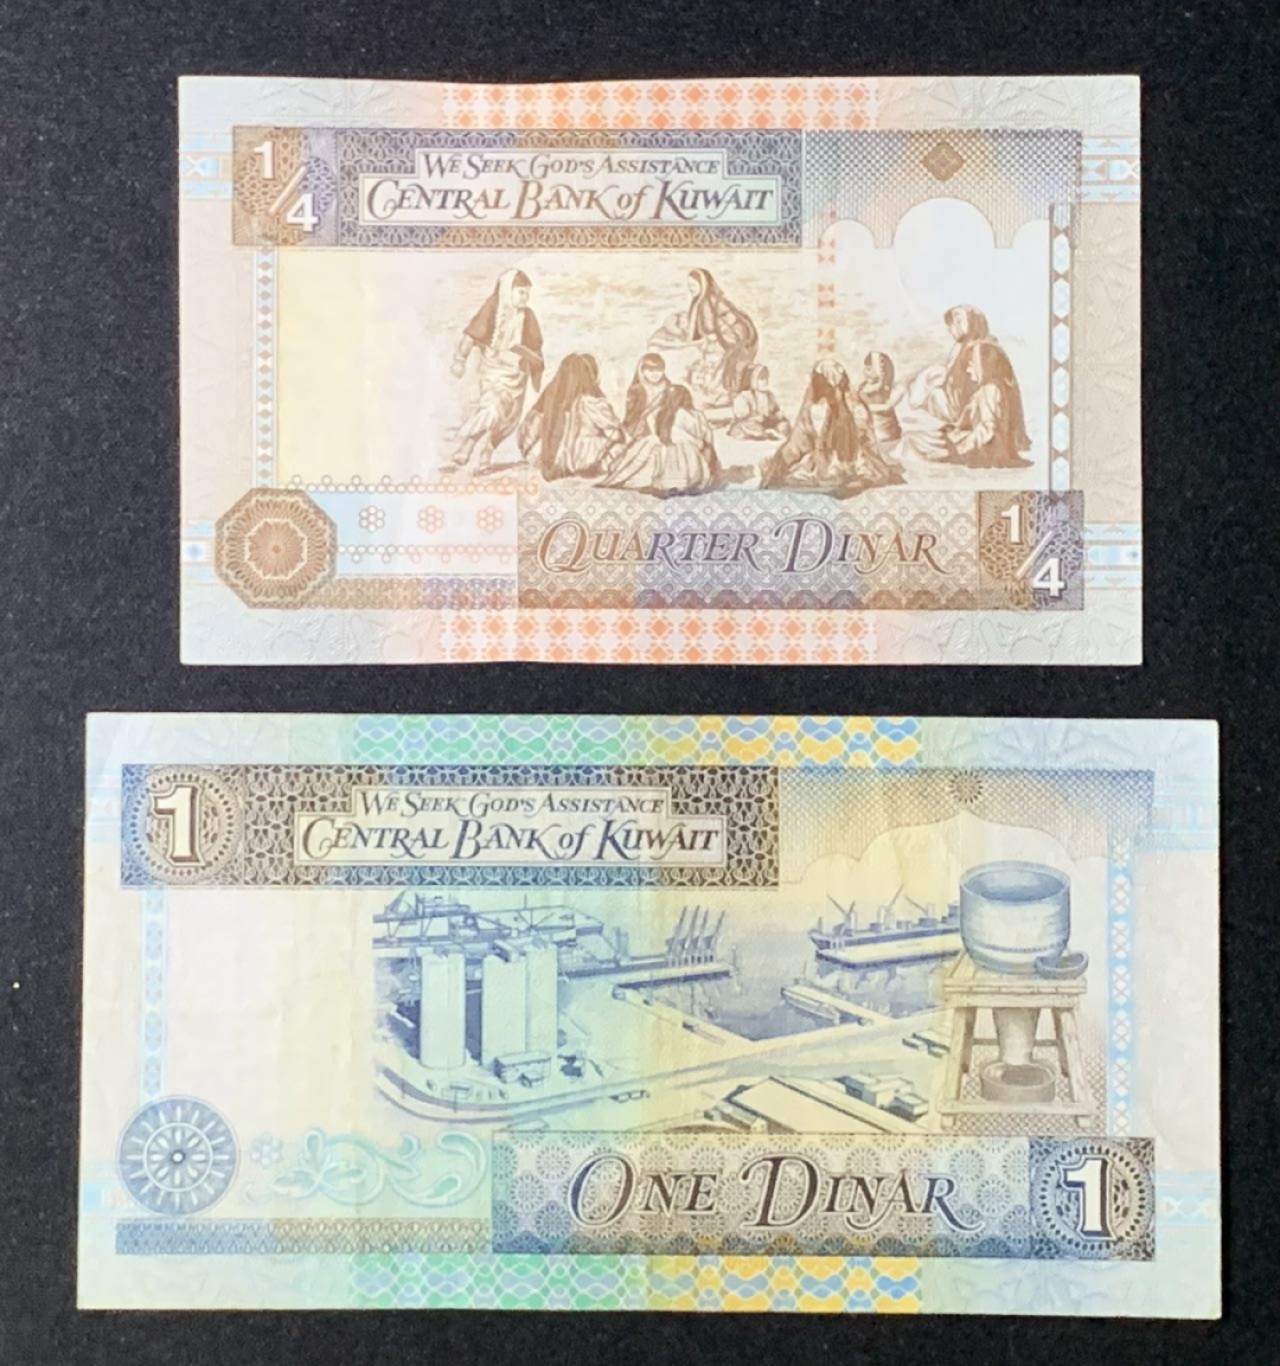 1/4
We Seek God's Assistance
Central Bank of Kuwait
Quarter Dinar
1/4
1
We Seek God's Assistance
Central Bank of Kuwait
One Dinar
1